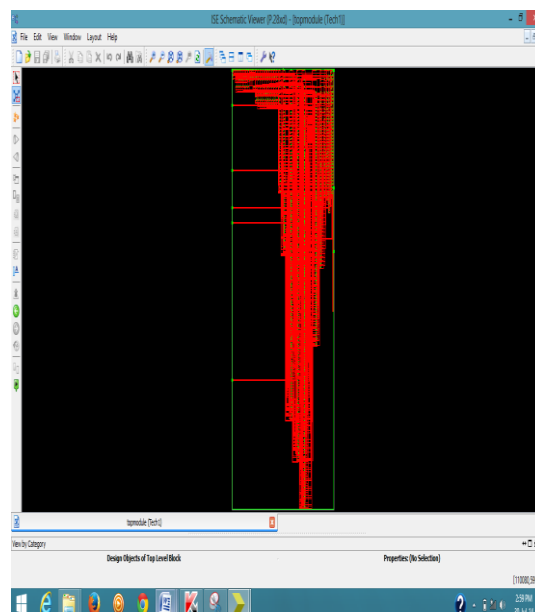 ISE Schematic Viewer (P.28xd) - [topmodule (Tech1)]
File Edit View Window Layout Help
topmodule (Tech1)
View by Category
Design Objects of Top Level Block
Properties: (No Selection)
2:59 PM